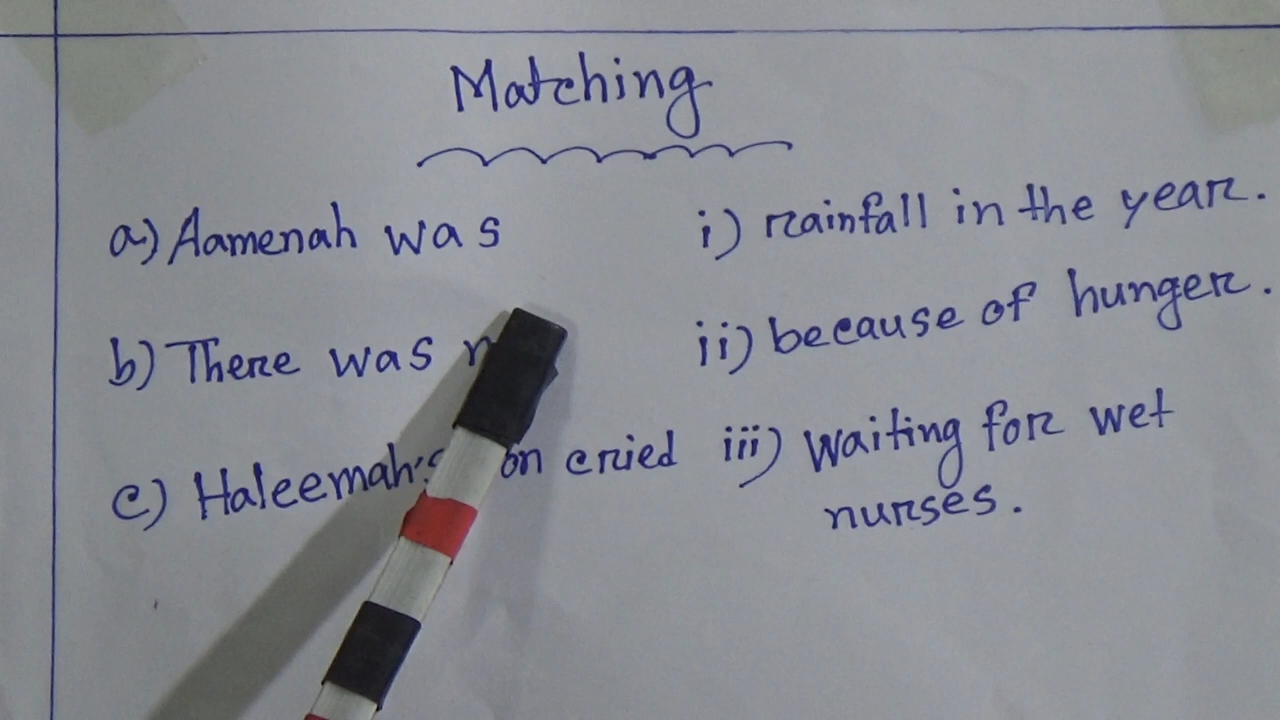 Matching
a) Aamenah was i) rainfall in the year.
b) There was ii) because of hunger.
c) Haleemah's on cried iii) waiting for wet
nurses.